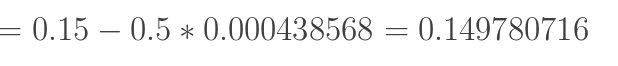 = 0.15 − 0.5 ∗ 0.000438568 = 0.149780716